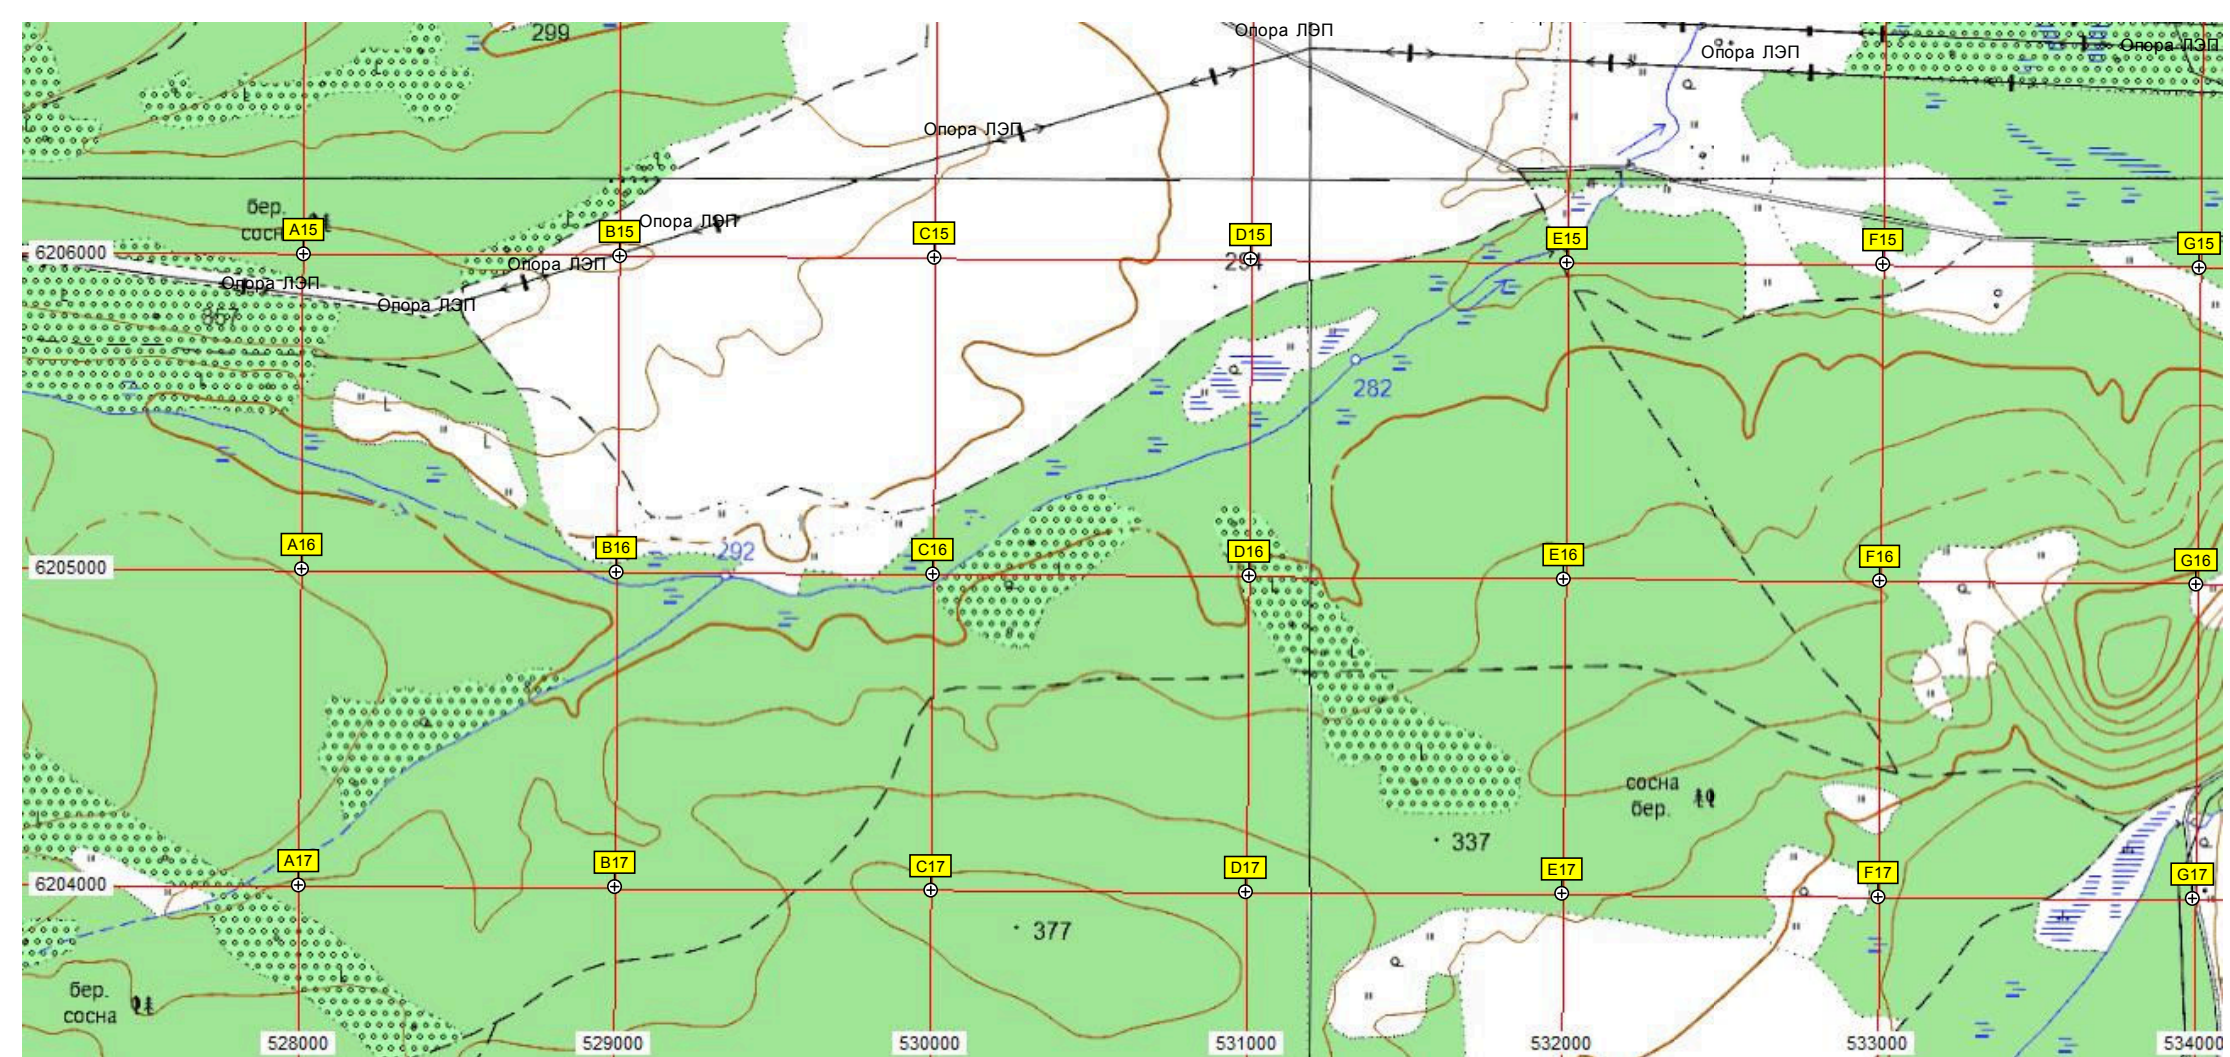 299
Опора ЛЭП
Опора ЛЭП
Опора ЛЭП
Опора ЛЭП
бер.
сосн
A15
B15
Опора ЛЭП
C15
D15
E15
F15
G15
6206000
294
Опора ЛЭП
Опора ЛЭП
Опора ЛЭП
357
282
A16
B16
292
C16
D16
E16
F16
G16
6205000
сосна
бер.
337
A17
B17
C17
D17
E17
F17
G17
6204000
377
бер.
сосна
528000
529000
530000
531000
532000
533000
534000